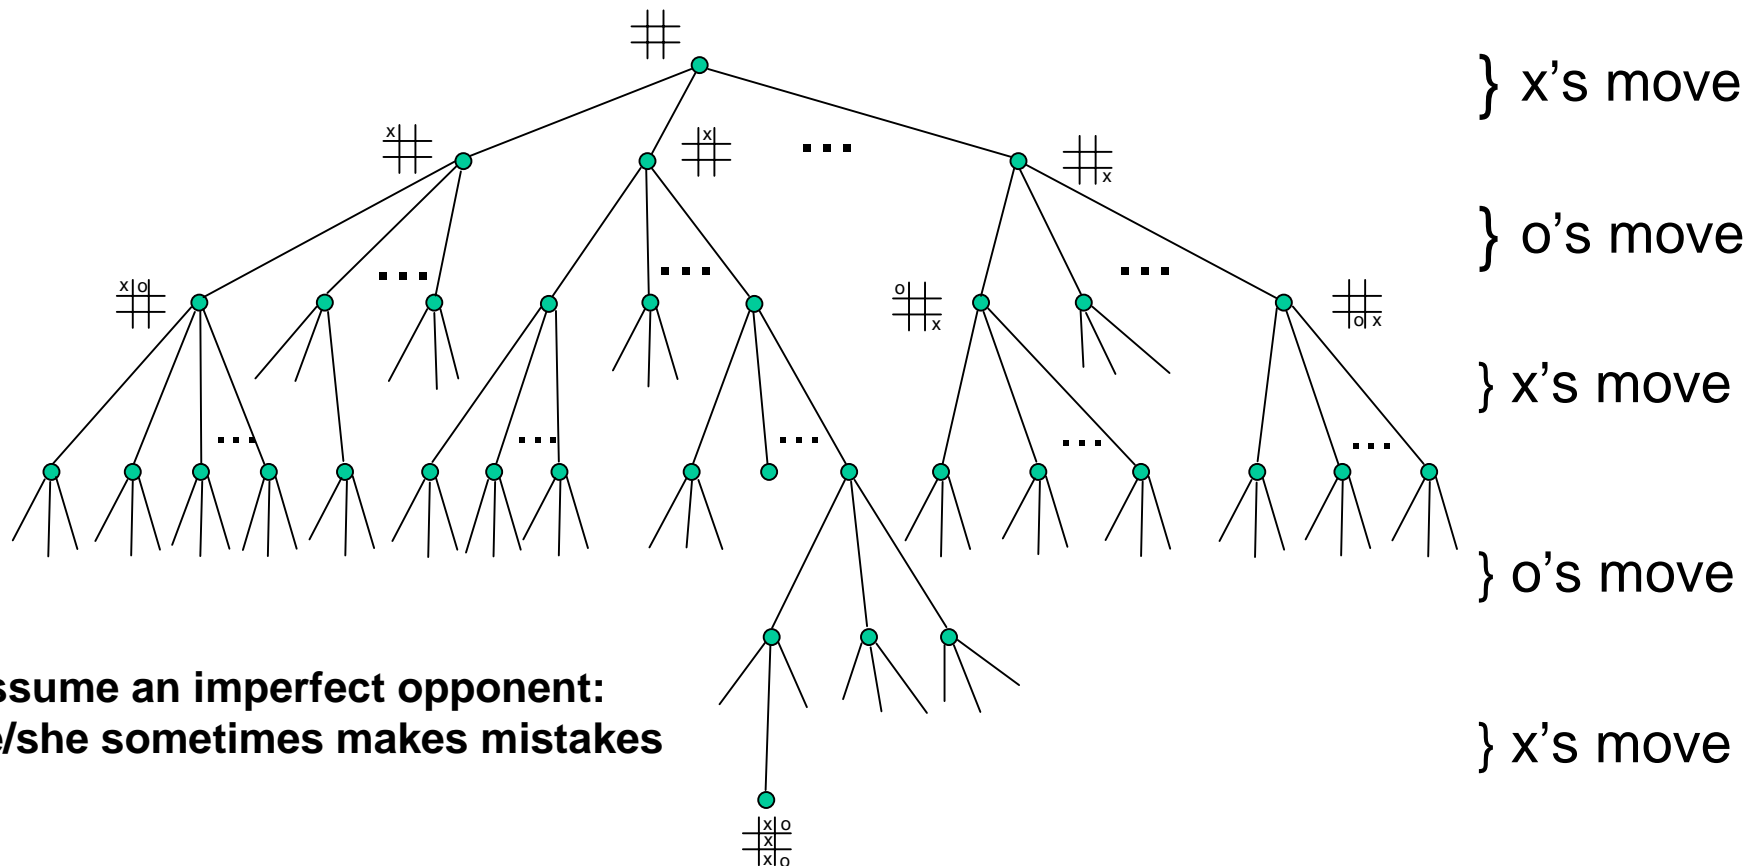 } x's move
x
x
...
x
} o's move
x o
...
...
o
x
...
o x
} x's move
...
...
...
...
...
} o's move
ssume an imperfect opponent:
e/she sometimes makes mistakes
} x's move
x o
x
x o